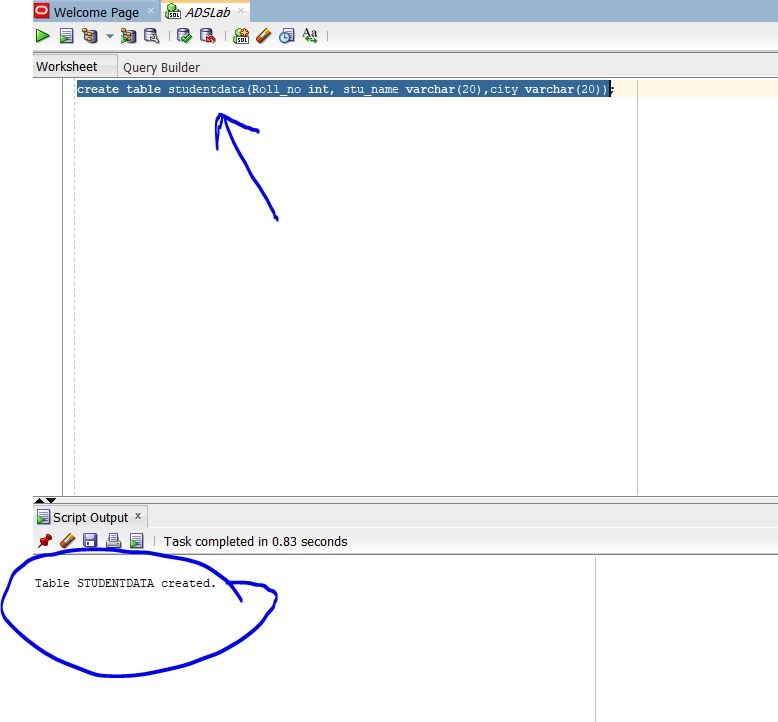 Welcome Page
ADSLab
Worksheet
Query Builder
create table studentdata(Roll_no int, stu_name varchar(20),city varchar(20));
Script Output
Task completed in 0.83 seconds
Table STUDENTDATA created.